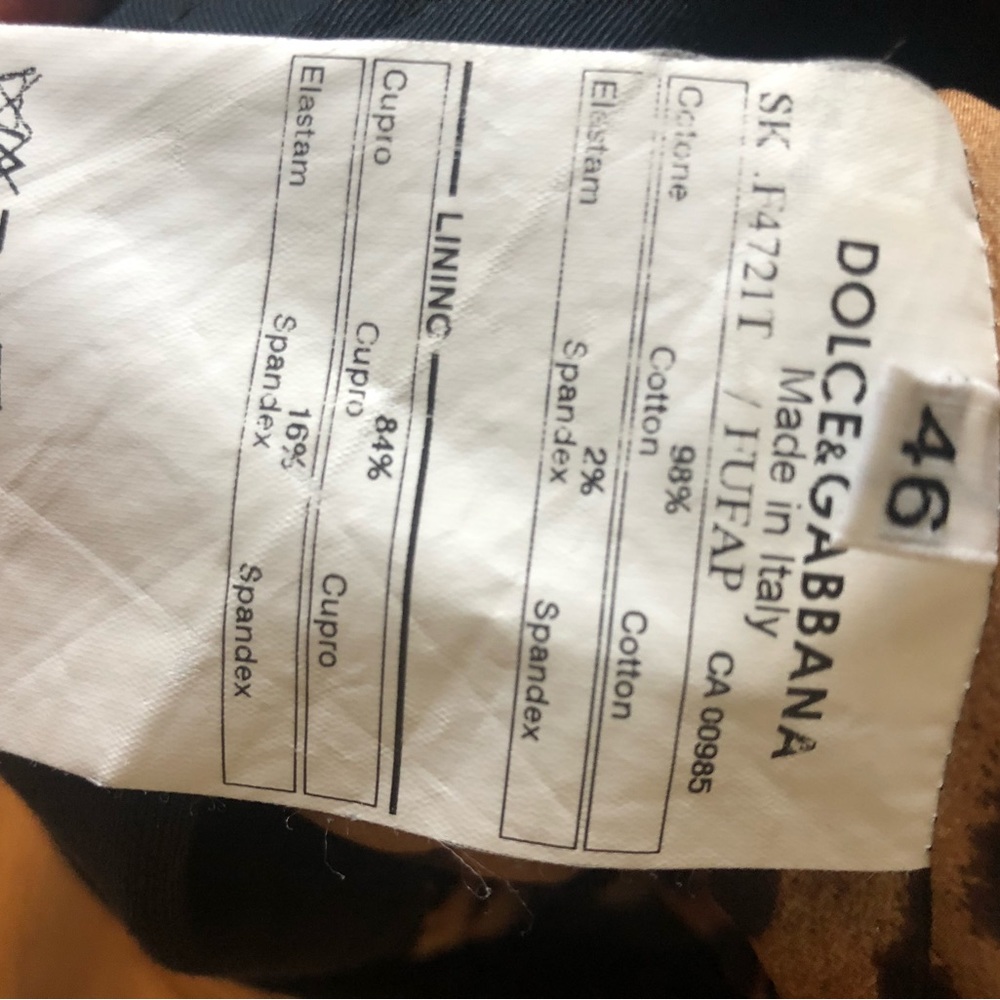 46
DOLCE&GABBANA
Made in Italy
SK .F4721T / FUFAP CA 00985
Cotone Cotton 98% Cotton
Elastam Spandex 2% Spandex
LINING
Cupro Cupro 84% Cupro
Elastam Spandex 16% Spandex